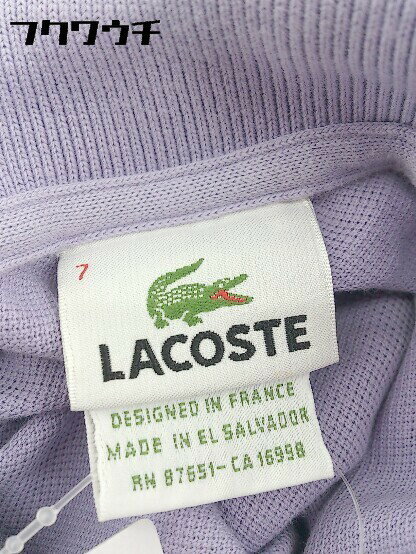 フクワウチ
7
LACOSTE
DESIGNED IN FRANCE
MADE IN EL SALVADOR
RN 87651-CA 16998